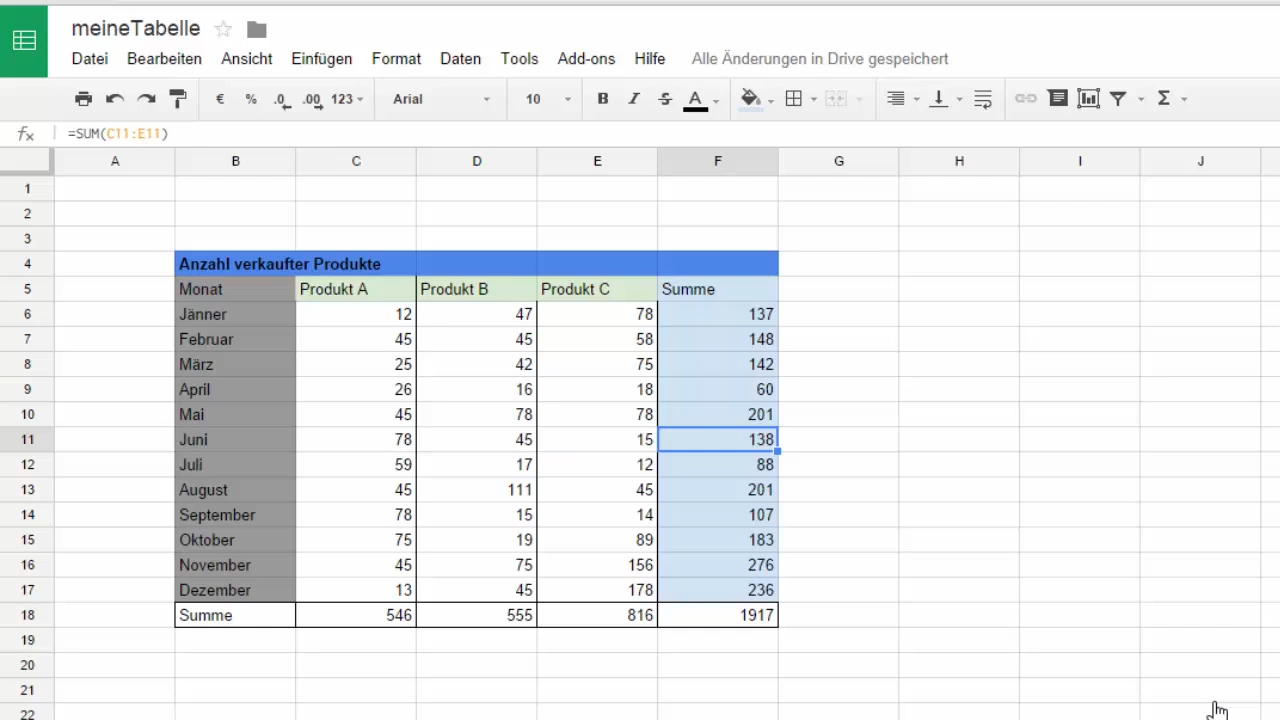 meineTabelle
Datei Bearbeiten Ansicht Einfügen Format Daten Tools Add-ons Hilfe Alle Änderungen in Drive gespeichert
€ % .0 .00 123 Arial 10 B I S A Σ
fx =SUM(C11:E11)
A B C D E F G H I J
1
2
3
4 Anzahl verkaufter Produkte
5 Monat Produkt A Produkt B Produkt C Summe
6 Jänner 12 47 78 137
7 Februar 45 45 58 148
8 März 25 42 75 142
9 April 26 16 18 60
10 Mai 45 78 78 201
11 Juni 78 45 15 138
12 Juli 59 17 12 88
13 August 45 111 45 201
14 September 78 15 14 107
15 Oktober 75 19 89 183
16 November 45 75 156 276
17 Dezember 13 45 178 236
18 Summe 546 555 816 1917
19
20
21
22